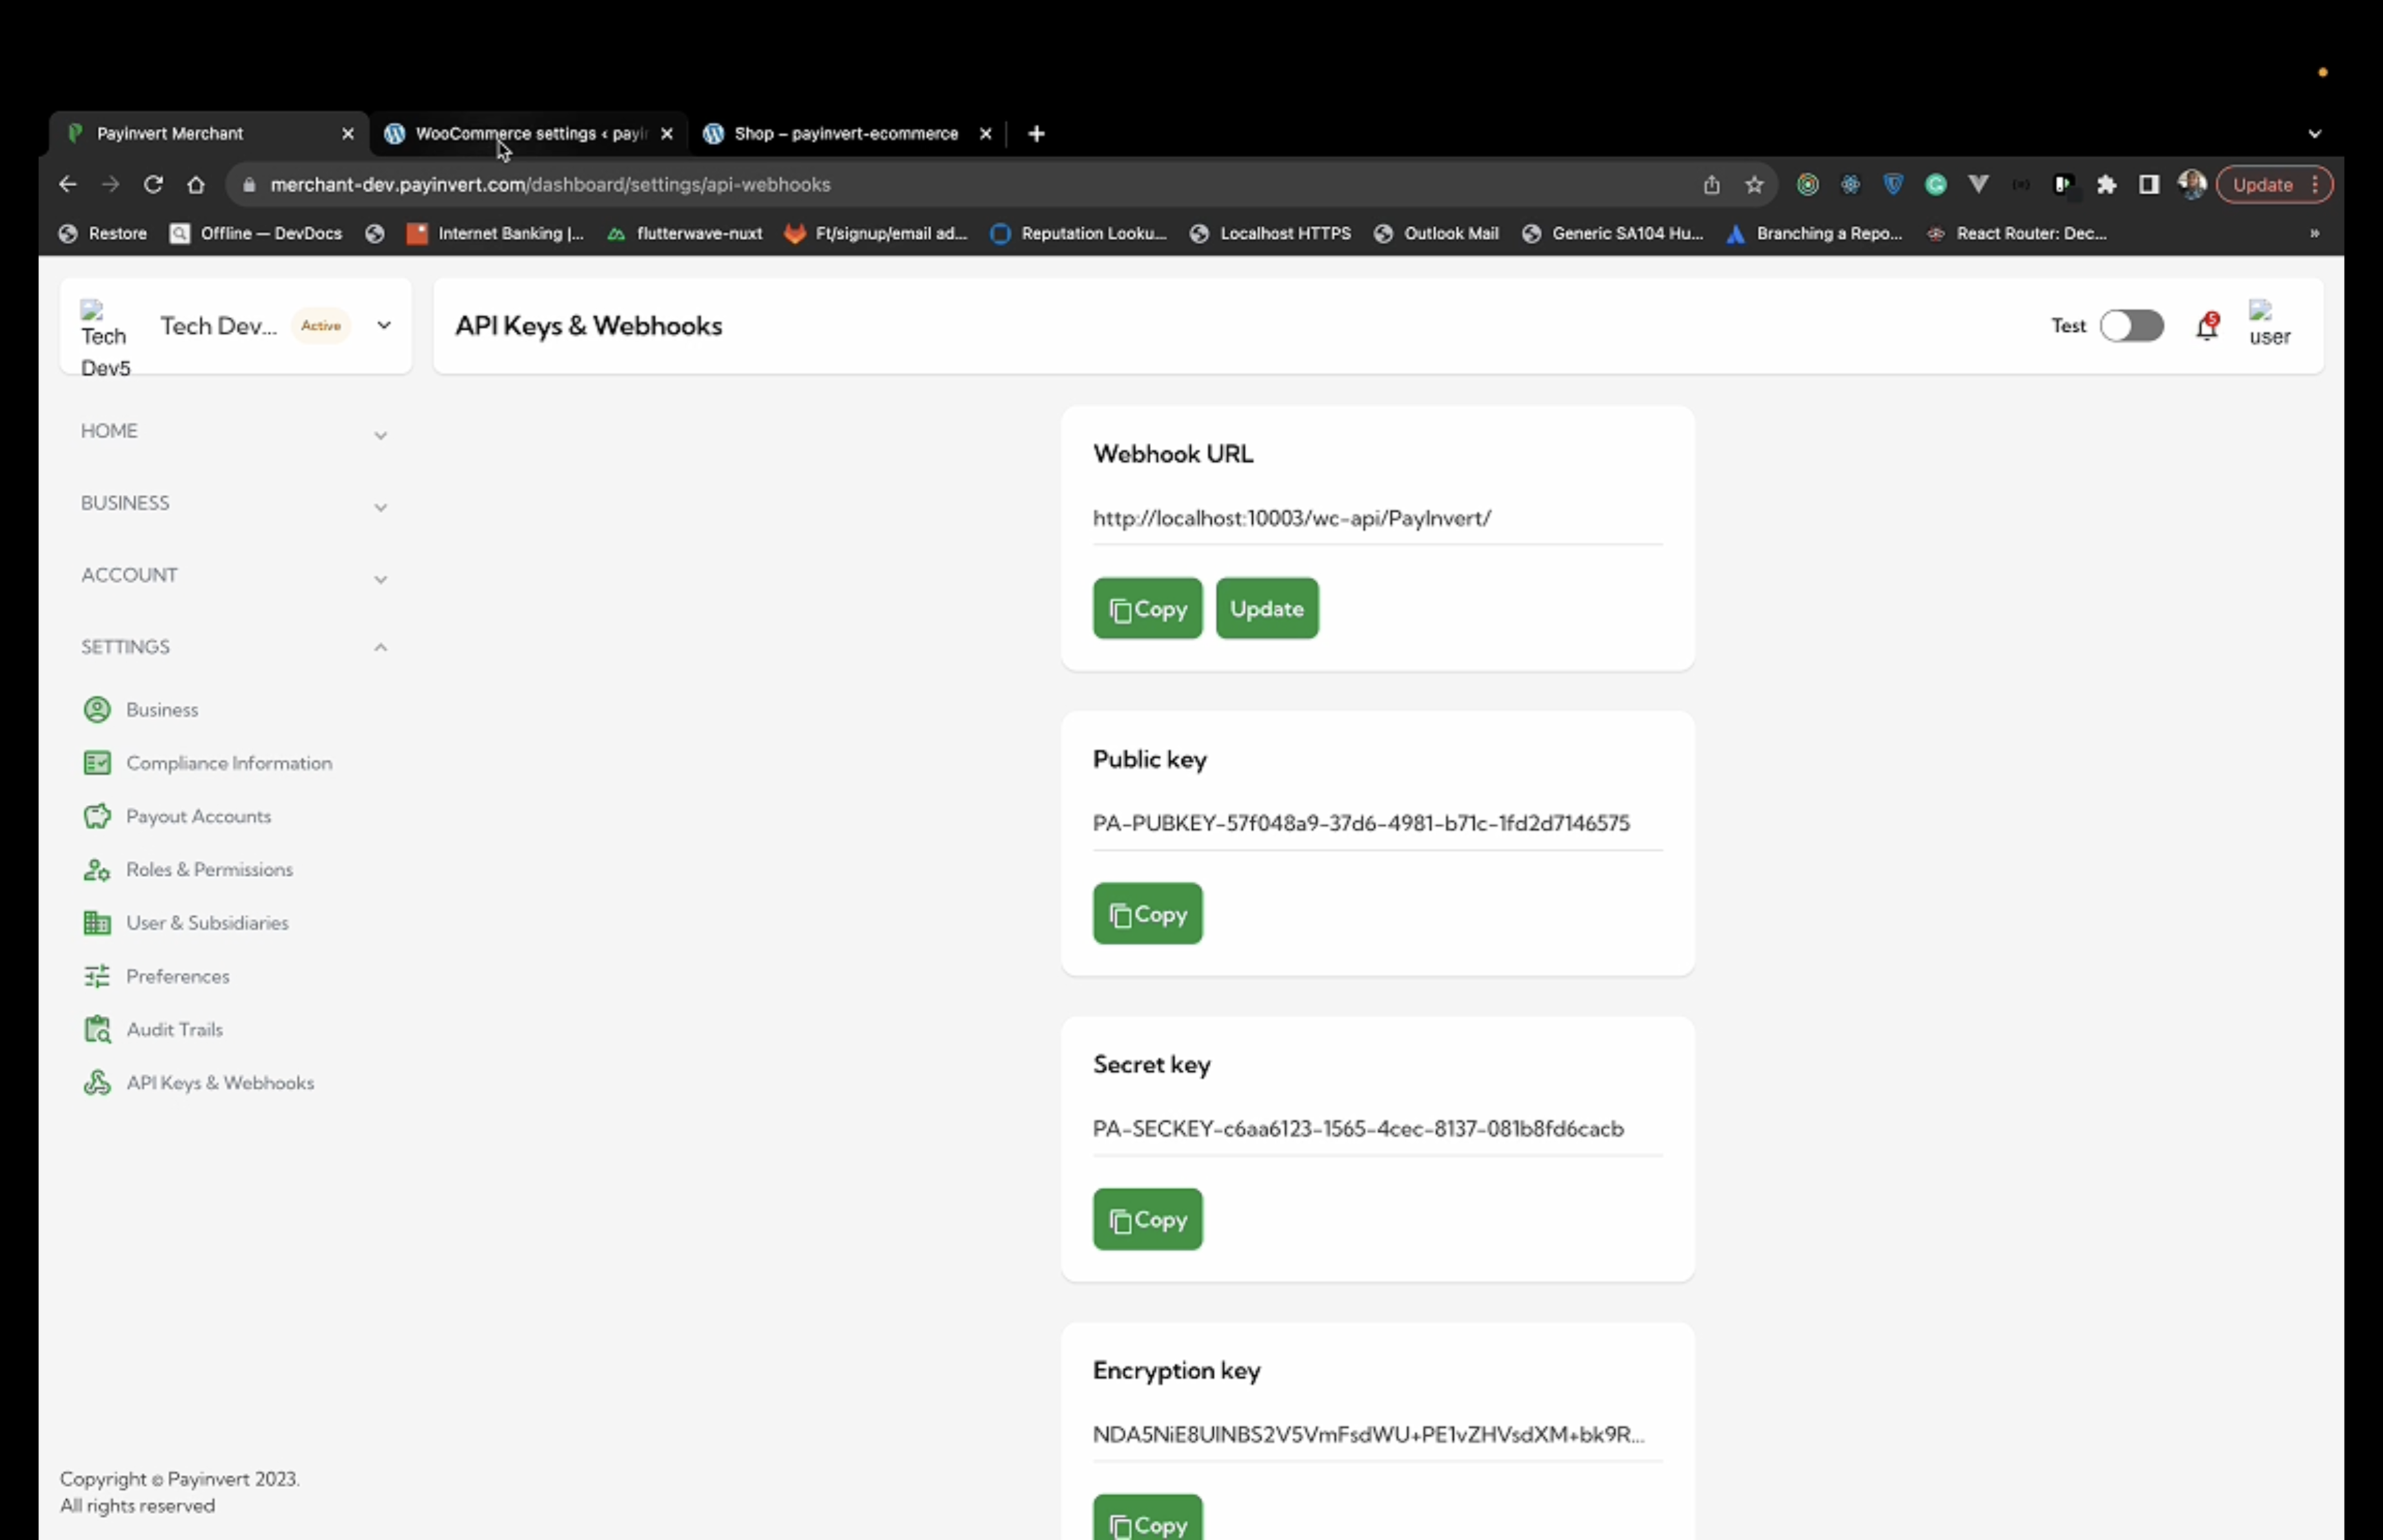 Payinvert Merchant
WooCommerce settings ‹ payin
Shop – payinvert-ecommerce
merchant-dev.payinvert.com/dashboard/settings/api-webhooks
Update
Restore
Offline — DevDocs
Internet Banking |...
flutterwave-nuxt
Ft/signup/email ad...
Reputation Looku...
Localhost HTTPS
Outlook Mail
Generic SA104 Hu...
Branching a Repo...
React Router: Dec...
»
Tech Dev5
Tech Dev...
Active
API Keys & Webhooks
Test
5
user
HOME
BUSINESS
ACCOUNT
SETTINGS
Business
Compliance Information
Payout Accounts
Roles & Permissions
User & Subsidiaries
Preferences
Audit Trails
API Keys & Webhooks
Copyright © Payinvert 2023.
All rights reserved
Webhook URL
http://localhost:10003/wc-api/PayInvert/
Copy
Update
Public key
PA-PUBKEY-57f048a9-37d6-4981-b71c-1fd2d7146575
Copy
Secret key
PA-SECKEY-c6aa6123-1565-4cec-8137-081b8fd6cacb
Copy
Encryption key
NDA5NiE8UlNBS2V5VmFsdWU+PE1vZHVsdXM+bk9R...
Copy